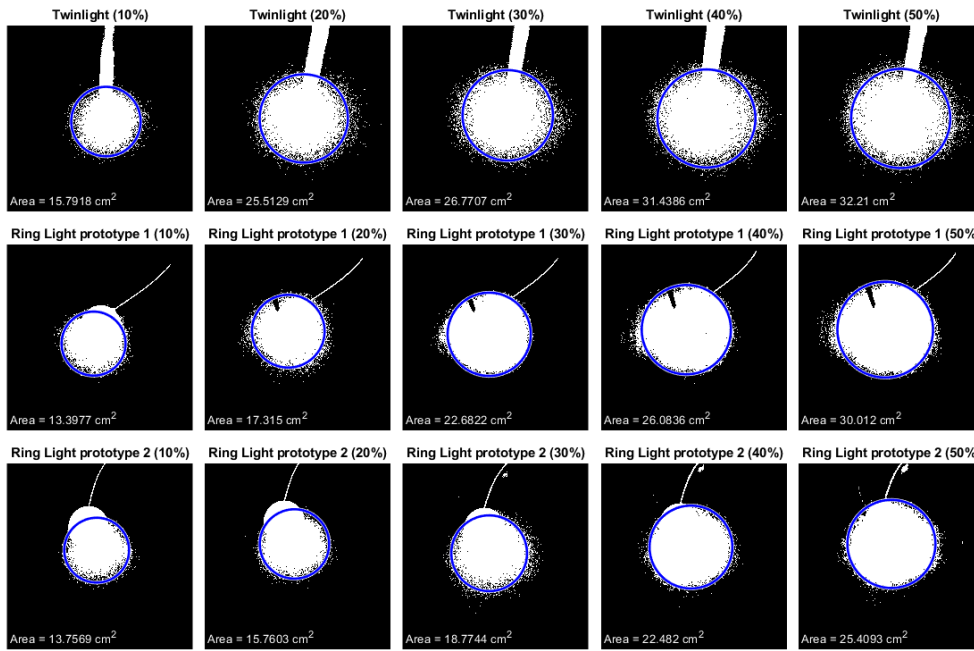 Twinlight (10%)
Twinlight (20%)
Twinlight (30%)
Twinlight (40%)
Twinlight (50%)
Area = 15.7918 cm²
Area = 25.5129 cm²
Area = 26.7707 cm²
Area = 31.4386 cm²
Area = 32.21 cm²
Ring Light prototype 1 (10%)
Ring Light prototype 1 (20%)
Ring Light prototype 1 (30%)
Ring Light prototype 1 (40%)
Ring Light prototype 1 (50%)
Area = 13.3977 cm²
Area = 17.315 cm²
Area = 22.6822 cm²
Area = 26.0836 cm²
Area = 30.012 cm²
Ring Light prototype 2 (10%)
Ring Light prototype 2 (20%)
Ring Light prototype 2 (30%)
Ring Light prototype 2 (40%)
Ring Light prototype 2 (50%
Area = 13.7569 cm²
Area = 15.7603 cm²
Area = 18.7744 cm²
Area = 22.482 cm²
Area = 25.4093 cm²